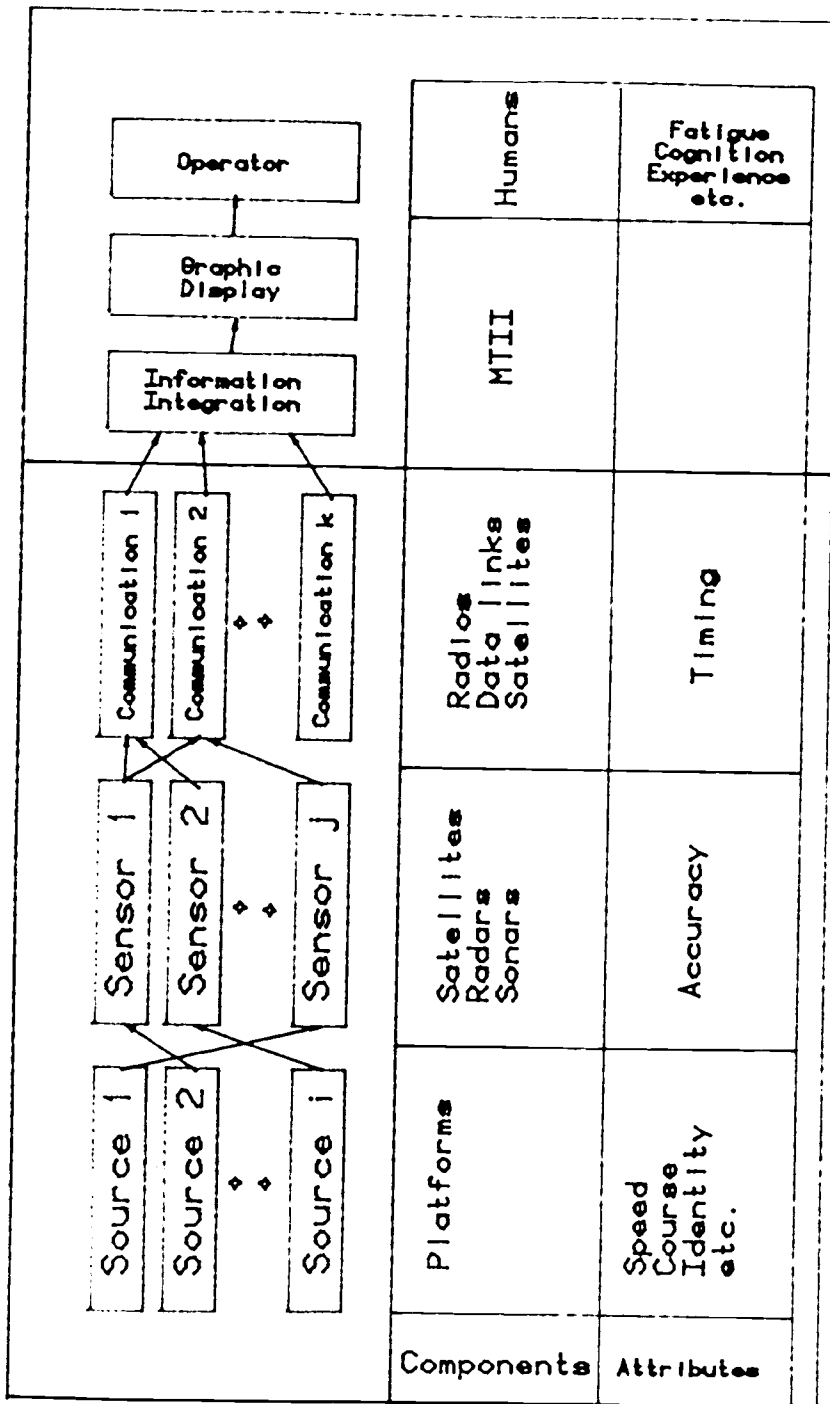 Source 1
Source 2
Source i
Sensor 1
Sensor 2
Sensor j
Communication 1
Communication 2
Communication k
Information
Integration
Graphic
Display
Operator
Components
Platforms
Satellites
Radars
Sonars
Radios
Data links
Satellites
MTII
Humans
Attributes
Speed
Course
Identity
etc.
Accuracy
Timing
Fatigue
Cognition
Experience
etc.